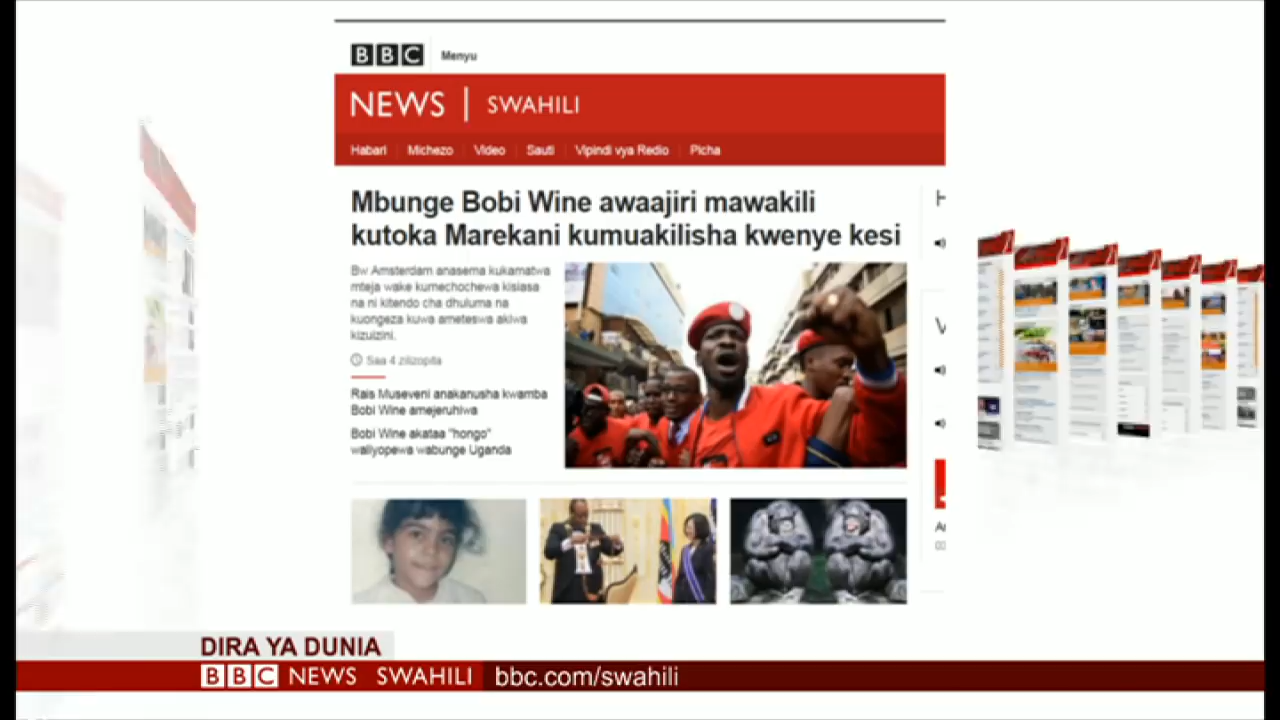 BBC Menyu
NEWS | SWAHILI
Habari Michezo Video Sauti Vipindi vya Redio Picha
Mbunge Bobi Wine awaajiri mawakili
kutoka Marekani kumuakilisha kwenye kesi
Bw Amsterdam anasema kukamatwa
mteja wake kumechochewa kisiasa
na ni kitendo cha dhuluma na
kuongeza kuwa ameteswa akiwa
kizuizini.
Saa 4 zilizopita
Rais Museveni anakanusha kwamba
Bobi Wine amejeruhiwa
Bobi Wine akataa "hongo"
waliyopewa wabunge Uganda
DIRA YA DUNIA
BBC NEWS SWAHILI bbc.com/swahili